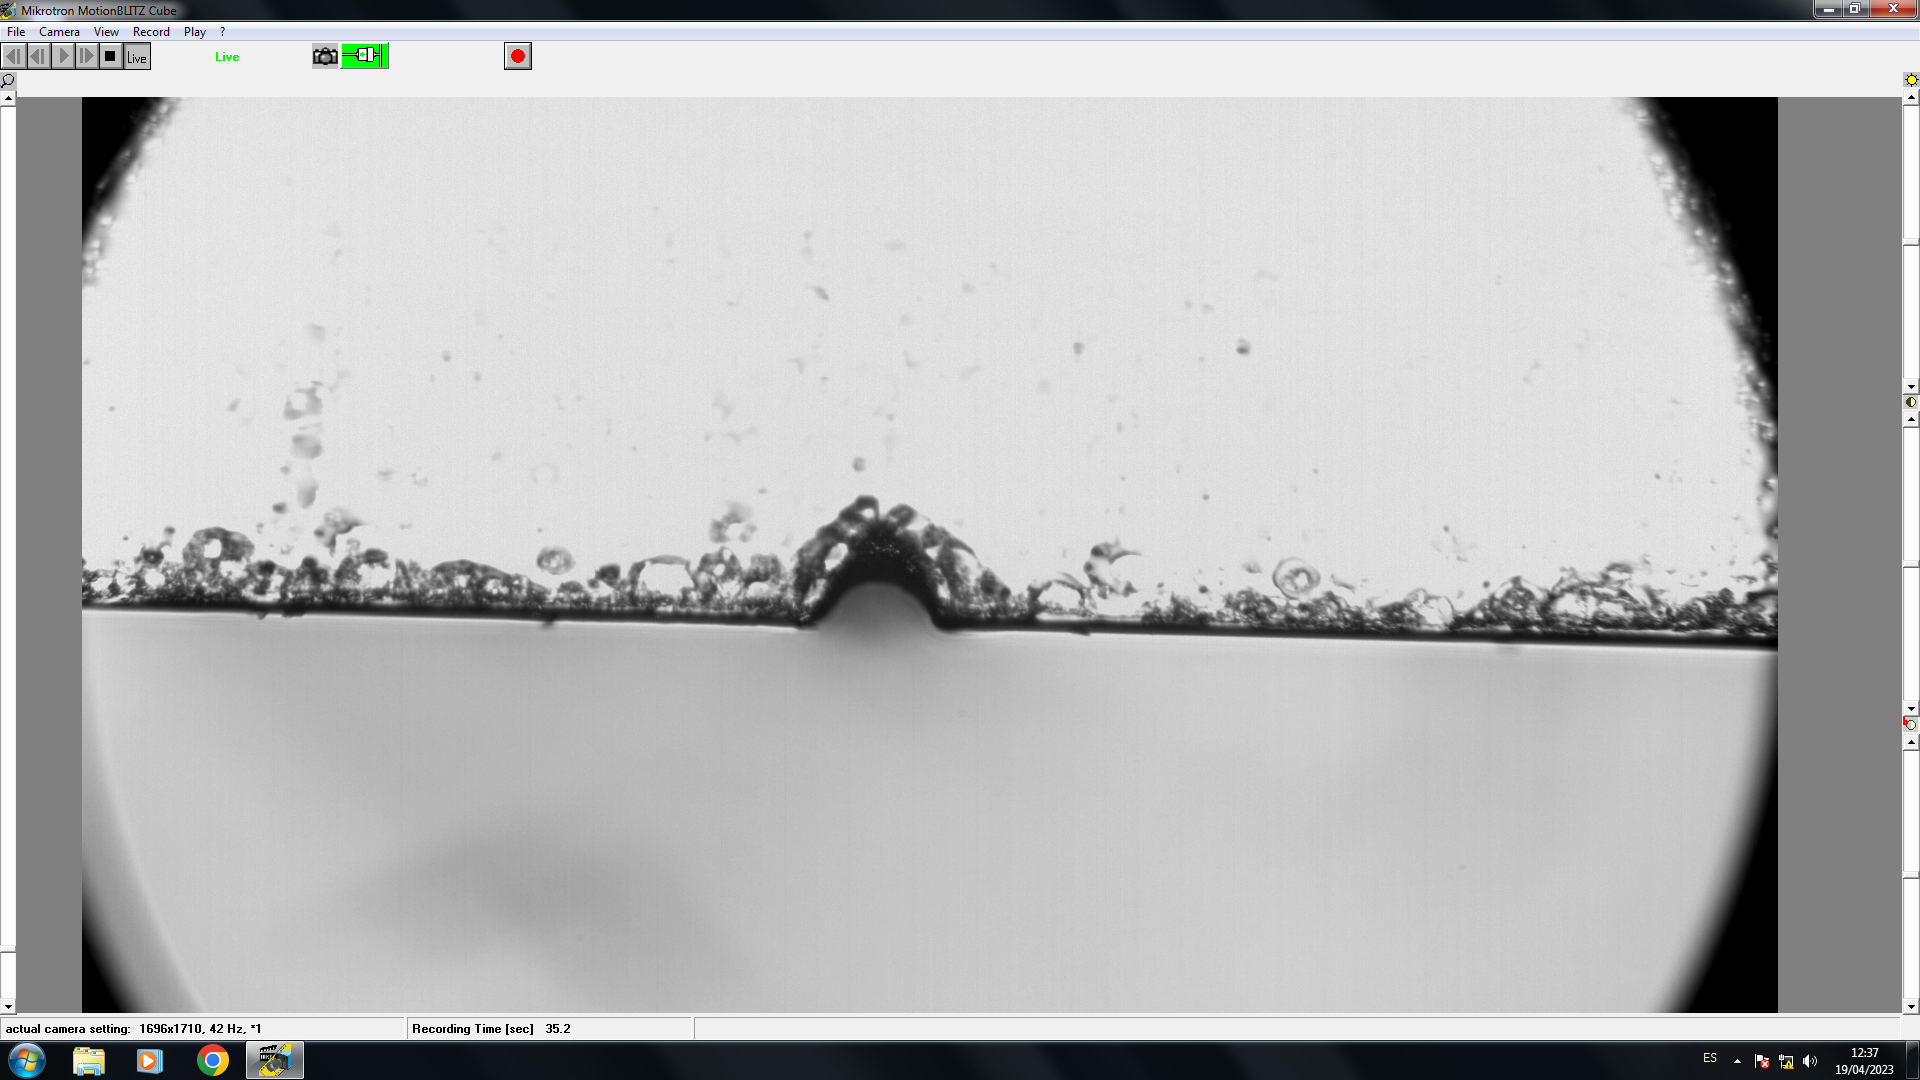 Mikrotron MotionBLITZ Cube
File Camera View Record Play ?
Live Live
actual camera setting: 1696x1710, 42 Hz, *1 Recording Time [sec] 35.2
ES 12:37
19/04/2023